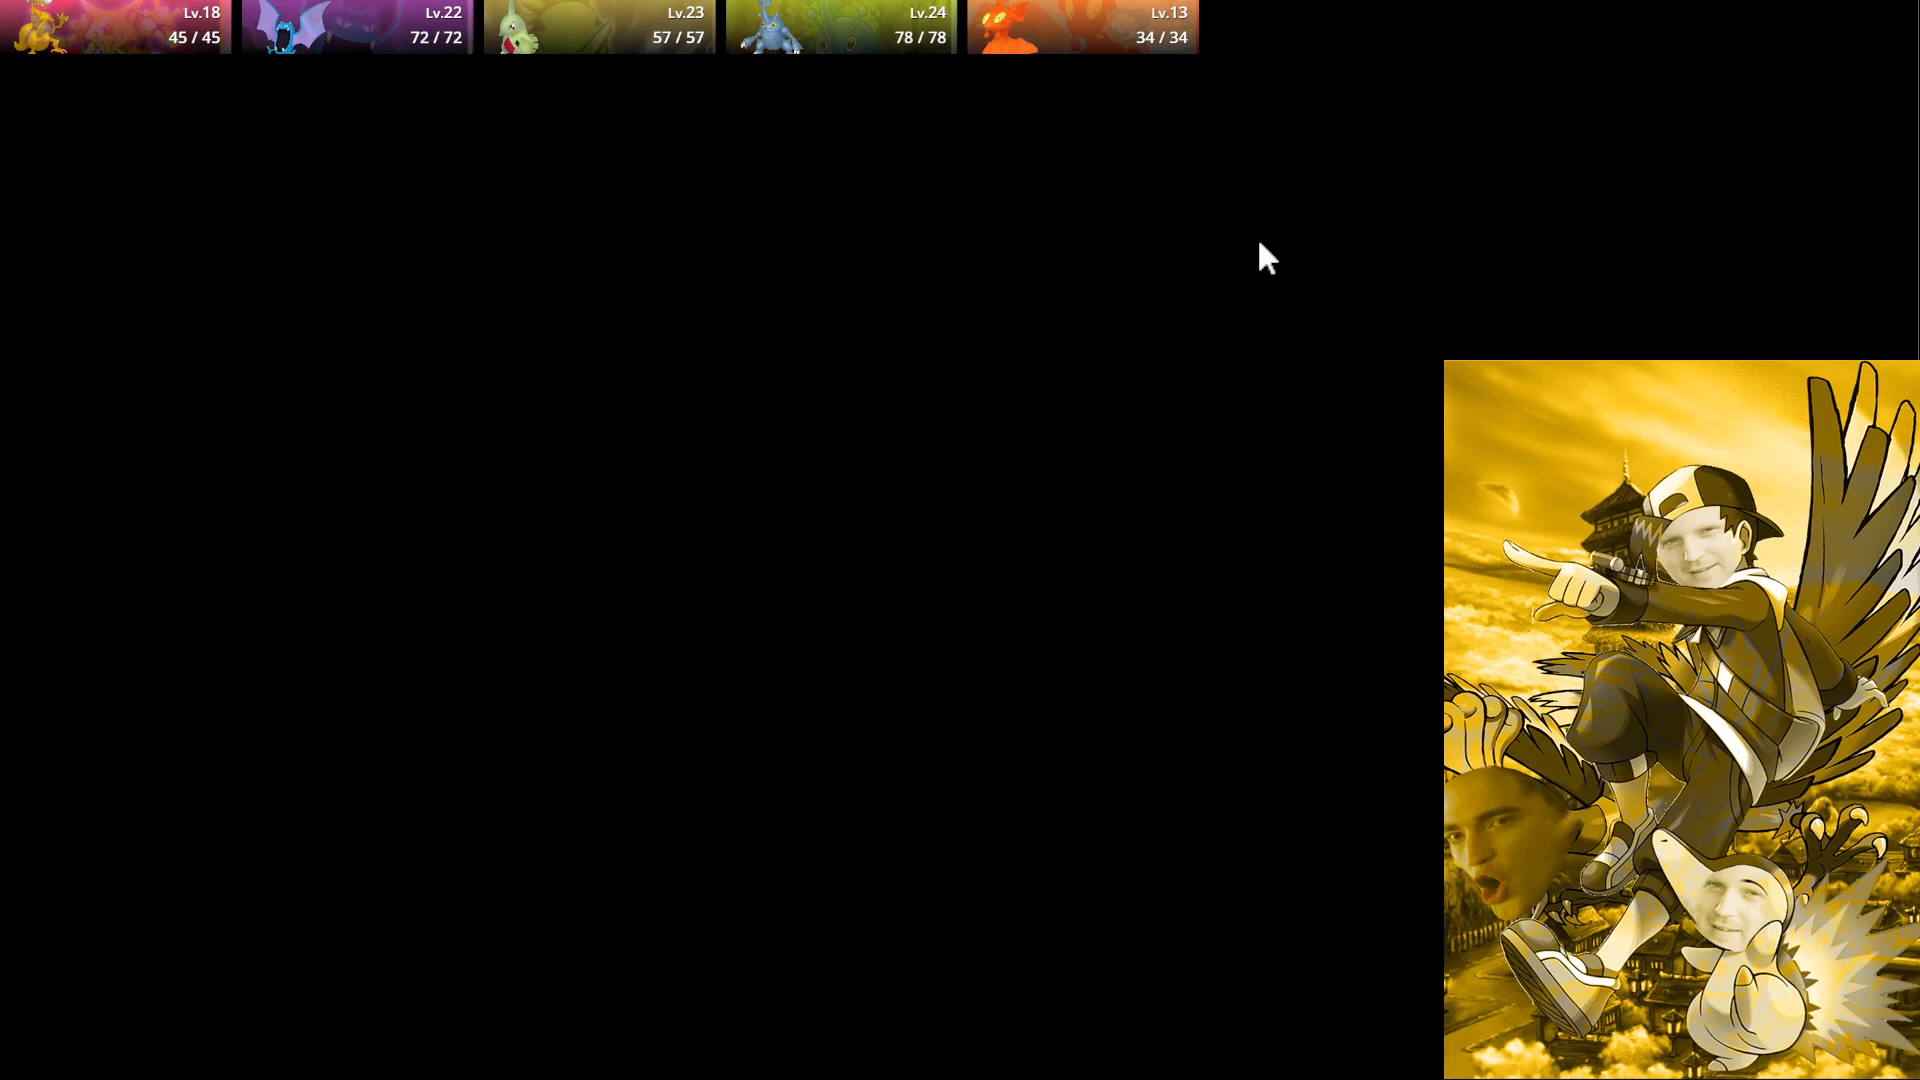 Lv.18
45 / 45
Lv.22
72 / 72
Lv.23
57 / 57
Lv.24
78 / 78
Lv.13
34 / 34